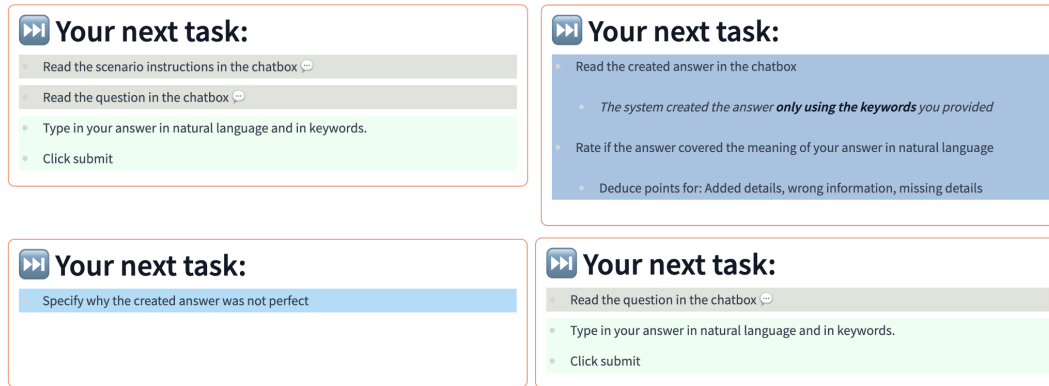 Your next task:
Read the scenario instructions in the chatbox 💬
Read the question in the chatbox 💬
Type in your answer in natural language and in keywords.
Click submit
Your next task:
Read the created answer in the chatbox
The system created the answer only using the keywords you provided
Rate if the answer covered the meaning of your answer in natural language
Deduce points for: Added details, wrong information, missing details
Your next task:
Specify why the created answer was not perfect
Your next task:
Read the question in the chatbox 💬
Type in your answer in natural language and in keywords.
Click submit